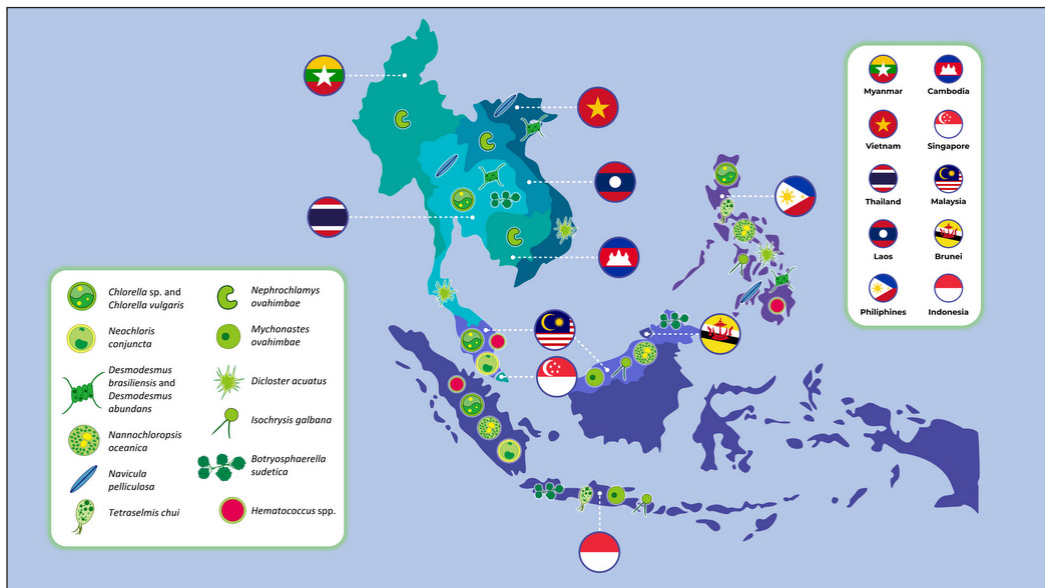 Myanmar
Cambodia
Vietnam
Singapore
Thailand
Malaysia
Laos
Brunei
Philiphines
Indonesia
Chlorella sp. and
Chlorella vulgaris
Neochloris
conjuncta
Desmodesmus
brasiliensis and
Desmodesmus
abundans
Nannochloropsis
oceanica
Navicula
pelliculosa
Tetraselmis chui
Nephrochlamys
ovahimbae
Mychonastes
ovahimbae
Dicloster acuatus
Isochrysis galbana
Botryosphaerella
sudetica
Hematococcus spp.